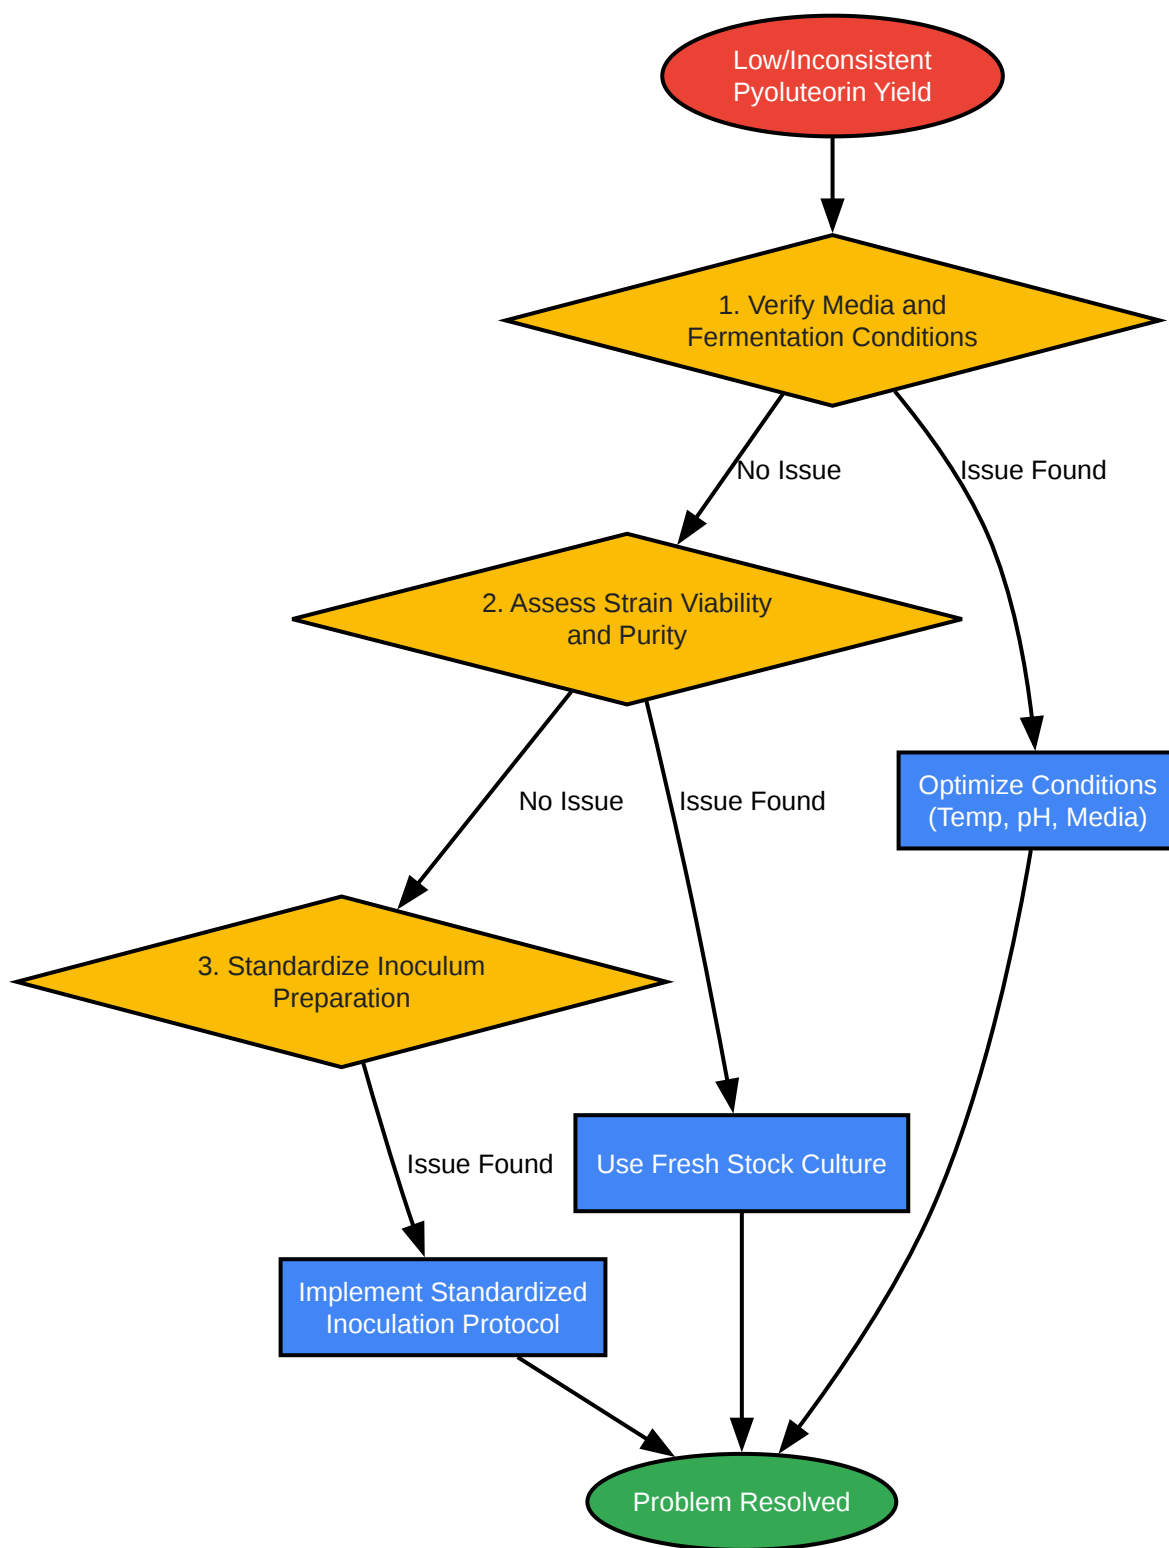 Low/Inconsistent
Pyoluteorin Yield
1. Verify Media and
Fermentation Conditions
No Issue
Issue Found
2. Assess Strain Viability
and Purity
No Issue
Issue Found
Optimize Conditions
(Temp, pH, Media)
3. Standardize Inoculum
Preparation
Issue Found
Use Fresh Stock Culture
Implement Standardized
Inoculation Protocol
Problem Resolved